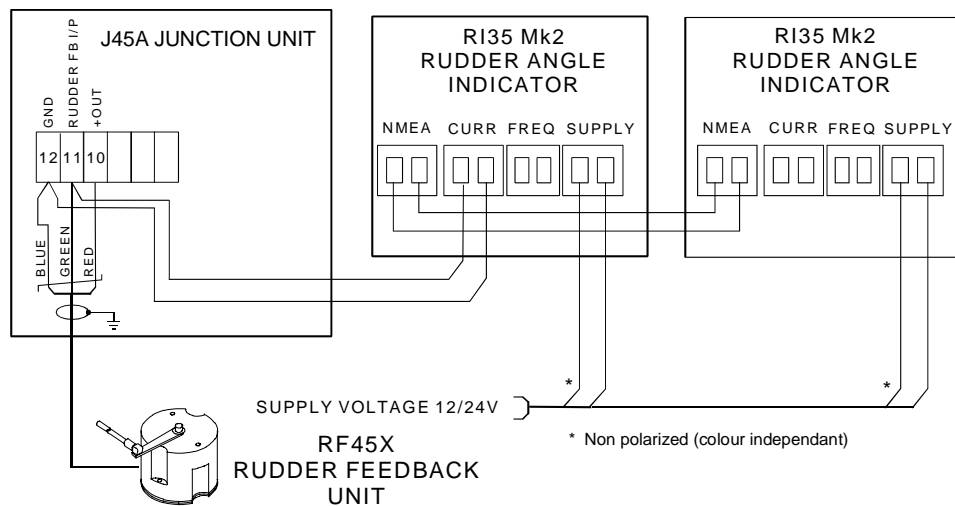 J45A JUNCTION UNIT
GND
RUDDER FB I/P
+OUT
12 11 10
BLUE
GREEN
RED
RI35 Mk2
RUDDER ANGLE
INDICATOR
NMEA CURR FREQ SUPPLY
RI35 Mk2
RUDDER ANGLE
INDICATOR
NMEA CURR FREQ SUPPLY
*
*
SUPPLY VOLTAGE 12/24V
* Non polarized (colour independant)
RF45X
RUDDER FEEDBACK
UNIT